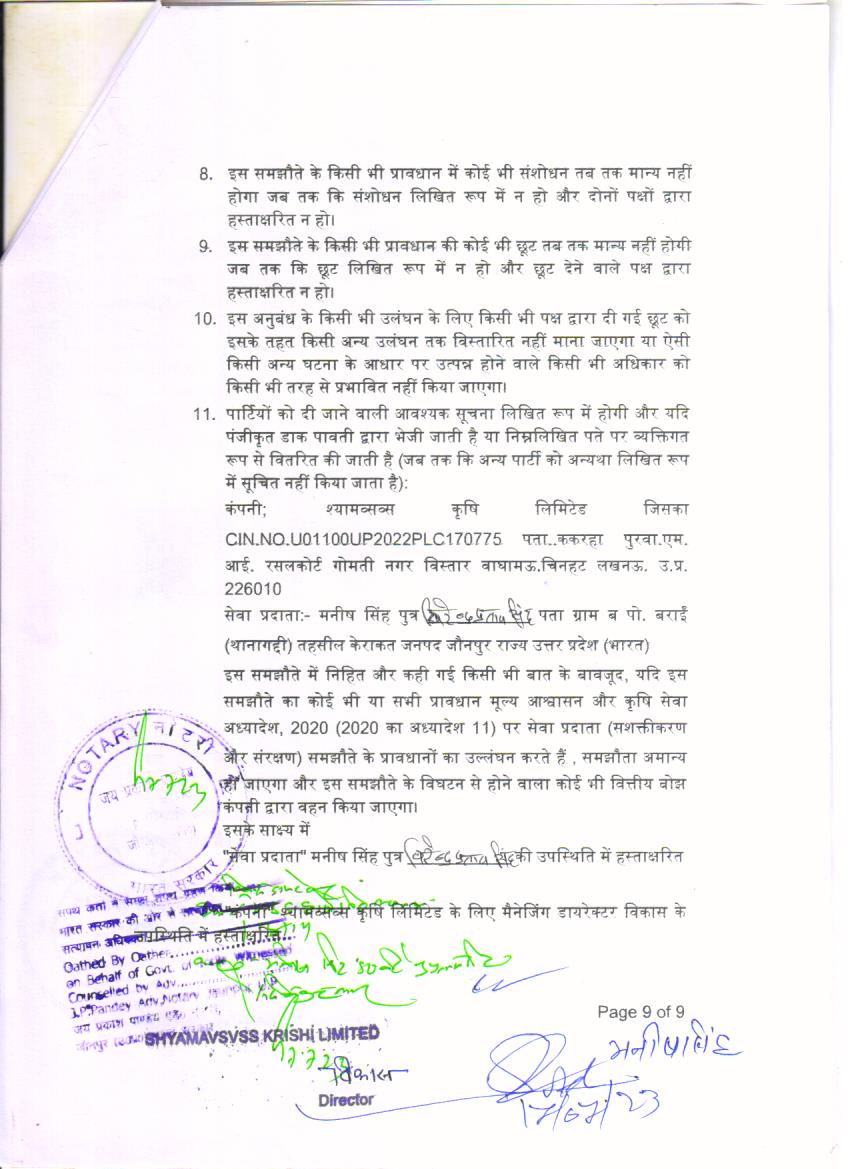 8. इस समझौते के किसी भी प्रावधान में कोई भी संशोधन तब तक मान्य नहीं
होगा जब तक कि संशोधन लिखित रूप में न हो और दोनों पक्षों द्वारा
हस्ताक्षरित न हो।
9. इस समझौते के किसी भी प्रावधान की कोई भी छूट तब तक मान्य नहीं होगी
जब तक कि छूट लिखित रूप में न हो और छूट देने वाले पक्ष द्वारा
हस्ताक्षरित न हो।
10. इस अनुबंध के किसी भी उलंघन के लिए किसी भी पक्ष द्वारा दी गई छूट को
इसके तहत किसी अन्य उलंघन तक विस्तारित नहीं माना जाएगा या ऐसी
किसी अन्य घटना के आधार पर उत्पन्न होने वाले किसी भी अधिकार को
किसी भी तरह से प्रभावित नहीं किया जाएगा।
11. पार्टियों को दी जाने वाली आवश्यक सूचना लिखित रूप में होगी और यदि
पंजीकृत डाक पावती द्वारा भेजी जाती है या निम्नलिखित पते पर व्यक्तिगत
रूप से वितरित की जाती है (जब तक कि अन्य पार्टी को अन्यथा लिखित रूप
में सूचित नहीं किया जाता है):
कंपनी; श्यामव्सव्स कृषि लिमिटेड जिसका
CIN.NO.U01100UP2022PLC170775 पता..ककरहा पुरवा.एम.
आई. रसलकोर्ट गोमती नगर विस्तार वाघामऊ.चिनहट लखनऊ. उ.प्र.
226010
सेवा प्रदाताः- मनीष सिंह पुत्र सिंह पता ग्राम ब पो. बराई
(थानागद्दी) तहसील केराकत जनपद जौनपुर राज्य उत्तर प्रदेश (भारत)
इस समझौते में निहित और कही गई किसी भी बात के बावजूद, यदि इस
समझौते का कोई भी या सभी प्रावधान मूल्य आश्वासन और कृषि सेवा
अध्यादेश, 2020 (2020 का अध्यादेश 11) पर सेवा प्रदाता (सशक्तीकरण
और संरक्षण) समझौते के प्रावधानों का उल्लंघन करते हैं , समझौता अमान्य
हो जाएगा और इस समझौते के विघटन से होने वाला कोई भी वित्तीय बोझ
कंपनी द्वारा वहन किया जाएगा।
इसके साक्ष्य में
"सेवा प्रदाता" मनीष सिंह पुत्र सिंह की उपस्थिति में हस्ताक्षरित
कंपनी श्यामव्सव्स कृषि लिमिटेड के लिए मैनेजिंग डायरेक्टर विकास के
उपस्थिति में हस्ताक्षरित
NOTARY नोटरी
भारत सरकार
Oathed By
on Behalf of Govt. of
Counselled by Adv.
J.P.Pandey Adv.Notary
जय प्रकाश पाण्डेय
Page 9 of 9
SHYAMAVSVSS KRISHI LIMITED
विकास
Director
17/07/23